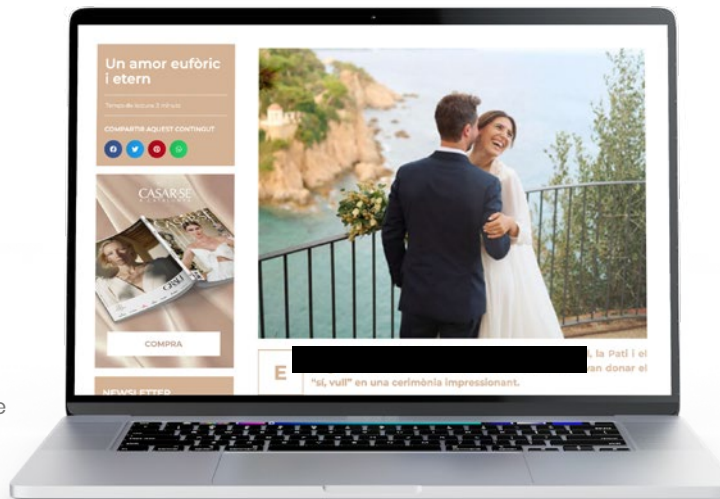 Un amor eufòric
i etern
Temps de lectura 2 minuts
COMPARTIR AQUEST CONTINGUT
CASAR-SE
A CATALUNYA
COMPRA
NEWSLETTER
E
l, la Pati i el
van donar el
"sí, vull" en una cerimònia impressionant.
e